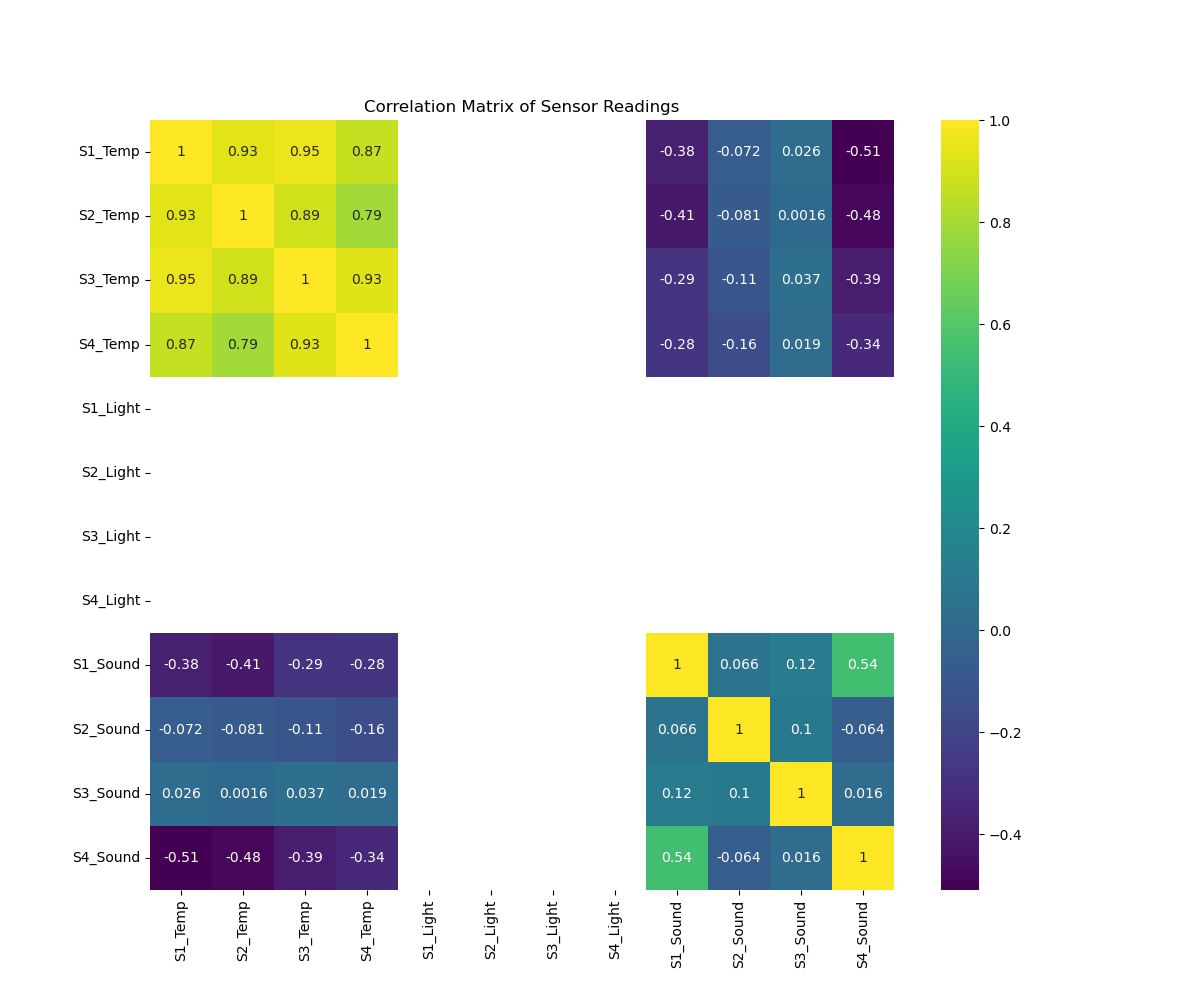 Correlation Matrix of Sensor Readings
S1_Temp 1 0.93 0.95 0.87 -0.38 -0.072 0.026 -0.51
S2_Temp 0.93 1 0.89 0.79 -0.41 -0.081 0.0016 -0.48
S3_Temp 0.95 0.89 1 0.93 -0.29 -0.11 0.037 -0.39
S4_Temp 0.87 0.79 0.93 1 -0.28 -0.16 0.019 -0.34
S1_Light
S2_Light
S3_Light
S4_Light
S1_Sound -0.38 -0.41 -0.29 -0.28 1 0.066 0.12 0.54
S2_Sound -0.072 -0.081 -0.11 -0.16 0.066 1 0.1 -0.064
S3_Sound 0.026 0.0016 0.037 0.019 0.12 0.1 1 0.016
S4_Sound -0.51 -0.48 -0.39 -0.34 0.54 -0.064 0.016 1
S1_Temp S2_Temp S3_Temp S4_Temp S1_Light S2_Light S3_Light S4_Light S1_Sound S2_Sound S3_Sound S4_Sound
1.0
0.8
0.6
0.4
0.2
0.0
−0.2
−0.4